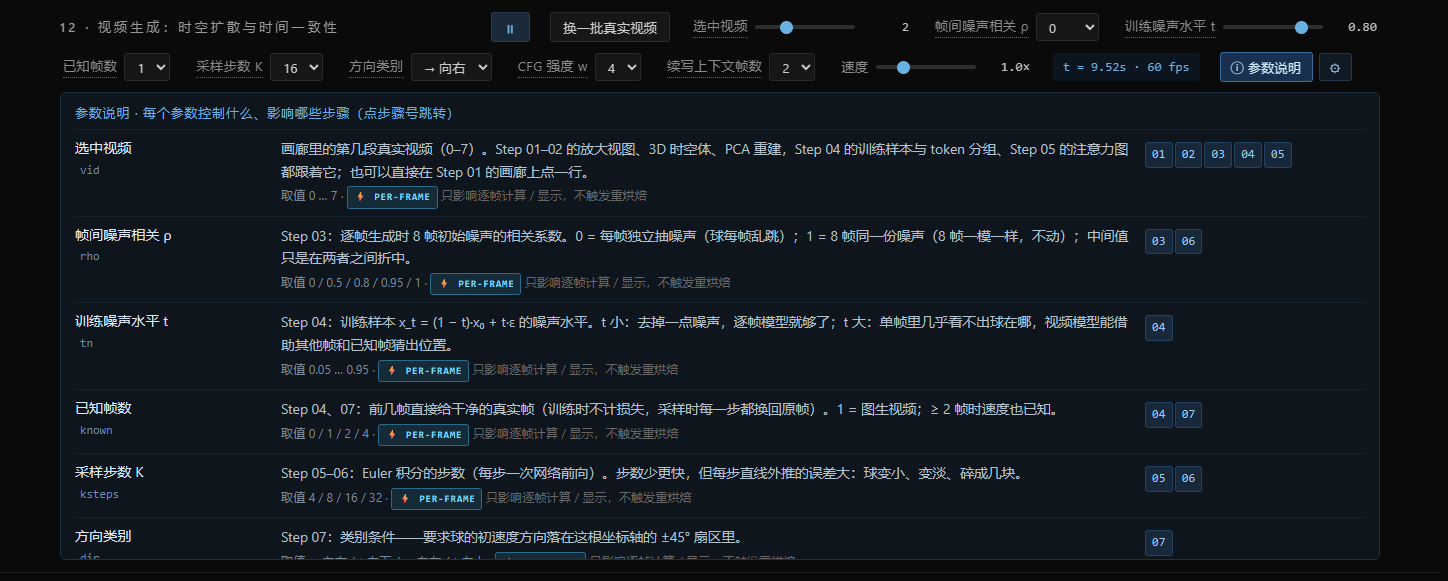 12 · 视频生成: 时空扩散与时间一致性 ⏸ 换一批真实视频 选中视频 2 帧间噪声相关 ρ 0 训练噪声水平 t 0.80
已知帧数 1 采样步数 K 16 方向类别 →向右 CFG 强度 w 4 续写上下文帧数 2 速度 1.0x t = 9.52s · 60 fps ⓘ 参数说明 ⚙
参数说明 · 每个参数控制什么、影响哪些步骤（点步骤号跳转）
选中视频
vid
画廊里的第几段真实视频（0–7）。Step 01–02 的放大视图、3D 时空体、PCA 重建，Step 04 的训练样本与 token 分组、Step 05 的注意力图
都跟着它；也可以直接在 Step 01 的画廊上点一行。
取值 0 … 7 · ⚡ PER-FRAME 只影响逐帧计算 / 显示，不触发重烘焙
01 02 03 04 05
帧间噪声相关 ρ
rho
Step 03：逐帧生成时 8 帧初始噪声的相关系数。0 = 每帧独立抽噪声（球每帧乱跳）；1 = 8 帧同一份噪声（8 帧一模一样，不动）；中间值
只是在两者之间折中。
取值 0 / 0.5 / 0.8 / 0.95 / 1 · ⚡ PER-FRAME 只影响逐帧计算 / 显示，不触发重烘焙
03 06
训练噪声水平 t
tn
Step 04：训练样本 x_t = (1 − t)·x₀ + t·ε 的噪声水平。t 小：去掉一点噪声，逐帧模型就够了；t 大：单帧里几乎看不出球在哪，视频模型能借
助其他帧和已知帧猜出位置。
取值 0.05 … 0.95 · ⚡ PER-FRAME 只影响逐帧计算 / 显示，不触发重烘焙
04
已知帧数
known
Step 04、07：前几帧直接给干净的真实帧（训练时不计损失，采样时每一步都换回原帧）。1 = 图生视频；≥ 2 帧时速度也已知。
取值 0 / 1 / 2 / 4 · ⚡ PER-FRAME 只影响逐帧计算 / 显示，不触发重烘焙
04 07
采样步数 K
ksteps
Step 05–06：Euler 积分的步数（每步一次网络前向）。步数少更快，但每步直线外推的误差大：球变小、变淡、碎成几块。
取值 4 / 8 / 16 / 32 · ⚡ PER-FRAME 只影响逐帧计算 / 显示，不触发重烘焙
05 06
方向类别
Step 07：类别条件——要求球的初速度方向落在这根坐标轴的 ±45° 扇区里。
07